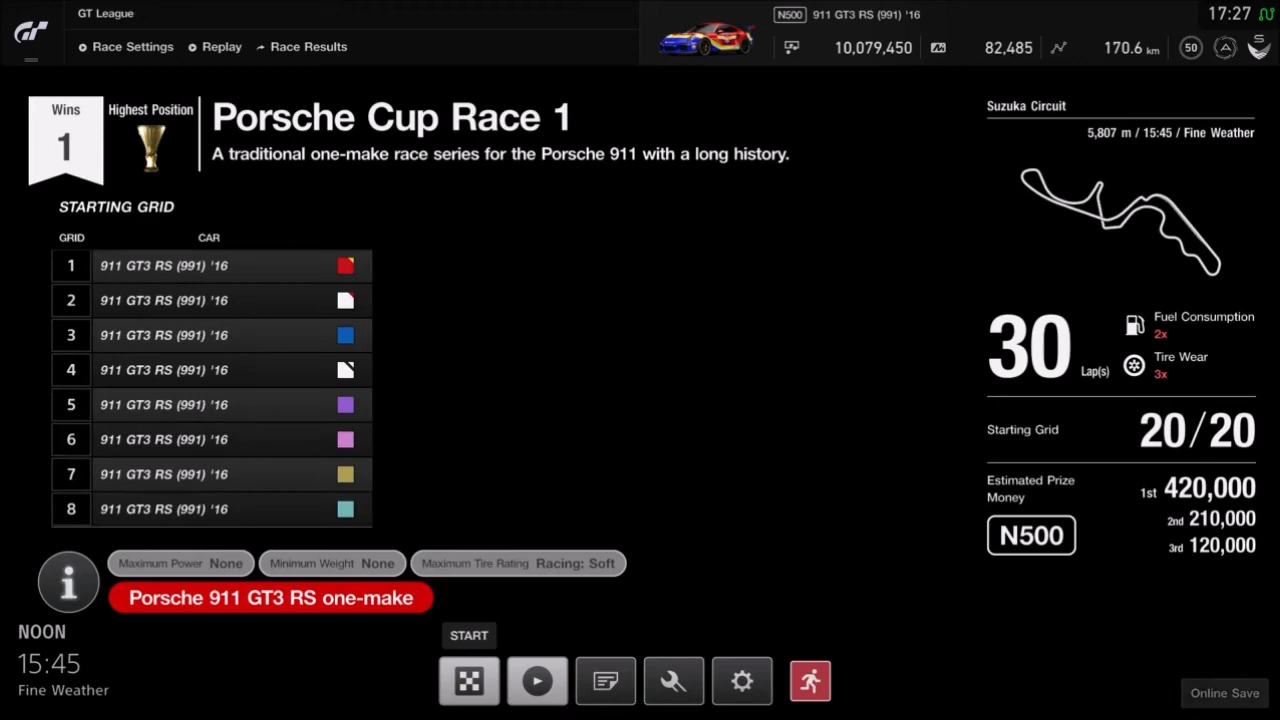 GT League
N500 911 GT3 RS (991) '16
17:27
Race Settings Replay Race Results
10,079,450 82,485 170.6 km 50 A S
Wins
1
Highest Position
Porsche Cup Race 1
A traditional one-make race series for the Porsche 911 with a long history.
Suzuka Circuit
5,807 m / 15:45 / Fine Weather
STARTING GRID
GRID CAR
1 911 GT3 RS (991) '16
2 911 GT3 RS (991) '16
3 911 GT3 RS (991) '16
4 911 GT3 RS (991) '16
5 911 GT3 RS (991) '16
6 911 GT3 RS (991) '16
7 911 GT3 RS (991) '16
8 911 GT3 RS (991) '16
30 Lap(s)
Fuel Consumption
2x
Tire Wear
3x
Starting Grid 20/20
Estimated Prize Money
N500
1st 420,000
2nd 210,000
3rd 120,000
Maximum Power None Minimum Weight None Maximum Tire Rating Racing: Soft
Porsche 911 GT3 RS one-make
NOON
15:45
Fine Weather
START
Online Save